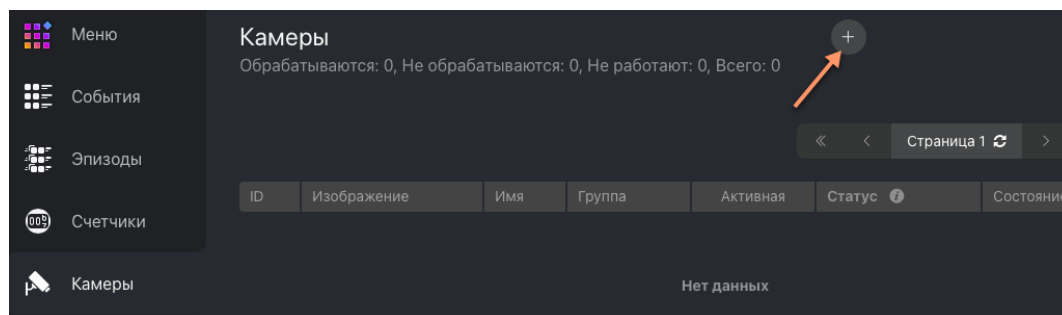 Меню
События
Эпизоды
Счетчики
Камеры
Камеры
Обрабатываются: 0, Не обрабатываются: 0, Не работают: 0, Всего: 0
« < Страница 1 >
ID Изображение Имя Группа Активная Статус Состояние
Нет данных